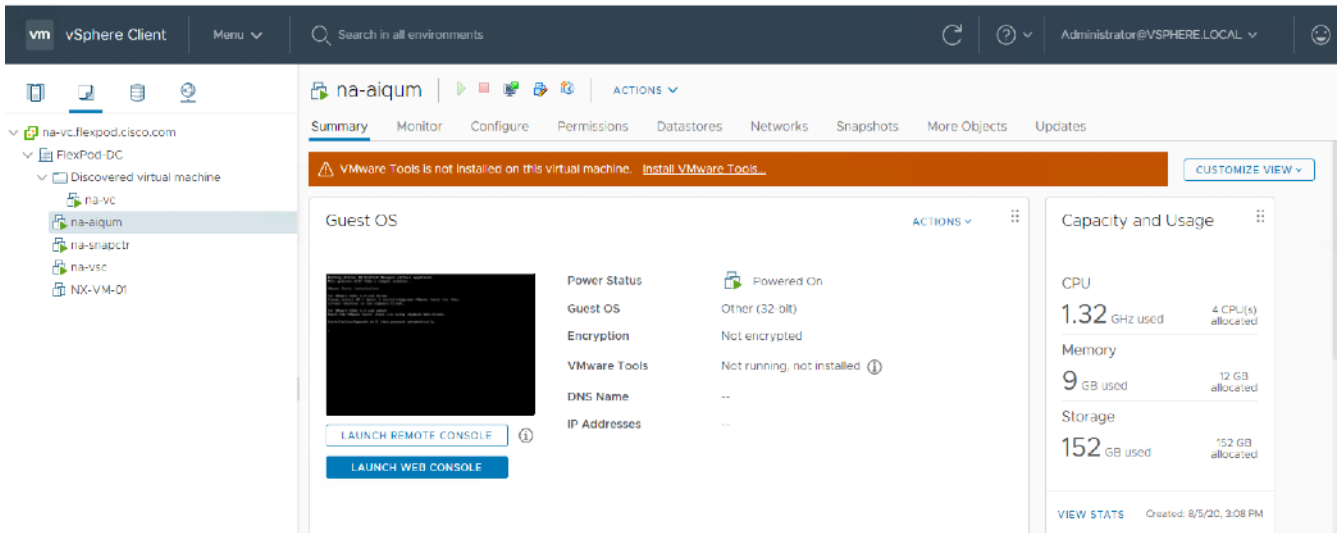 vm vSphere Client Menu Search in all environments Administrator@VSPHERE.LOCAL
na-vc.flexpod.cisco.com
FlexPod-DC
Discovered virtual machine
na-vc
na-aiqum
na-snapctr
na-vsc
NX-VM-01
na-aiqum ACTIONS
Summary Monitor Configure Permissions Datastores Networks Snapshots More Objects Updates
VMware Tools is not installed on this virtual machine. Install VMware Tools...
CUSTOMIZE VIEW
Guest OS ACTIONS
Power Status Powered On
Guest OS Other (32-bit)
Encryption Not encrypted
VMware Tools Not running, not installed
DNS Name --
IP Addresses --
LAUNCH REMOTE CONSOLE
LAUNCH WEB CONSOLE
Capacity and Usage
CPU
1.32 GHz used 4 CPU(s) allocated
Memory
9 GB used 12 GB allocated
Storage
152 GB used 152 GB allocated
VIEW STATS Created: 8/5/20, 3:08 PM